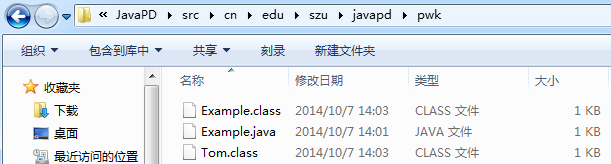 « JavaPD ▸ src ▸ cn ▸ edu ▸ szu ▸ javapd ▸ pwk
组织 包含到库中 共享 刻录 新建文件夹
收藏夹
下载
桌面
最近访问的位置
名称 修改日期 类型 大小
Example.class 2014/10/7 14:03 CLASS 文件 1 KB
Example.java 2014/10/7 14:01 JAVA 文件 1 KB
Tom.class 2014/10/7 14:03 CLASS 文件 1 KB